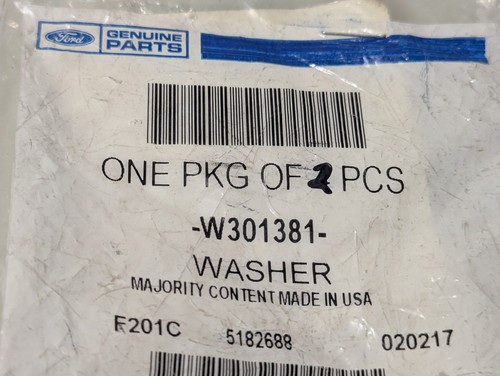 Ford
GENUINE
PARTS
ONE PKG OF 2 PCS
-W301381-
WASHER
MAJORITY CONTENT MADE IN USA
F201C 5182688 020217